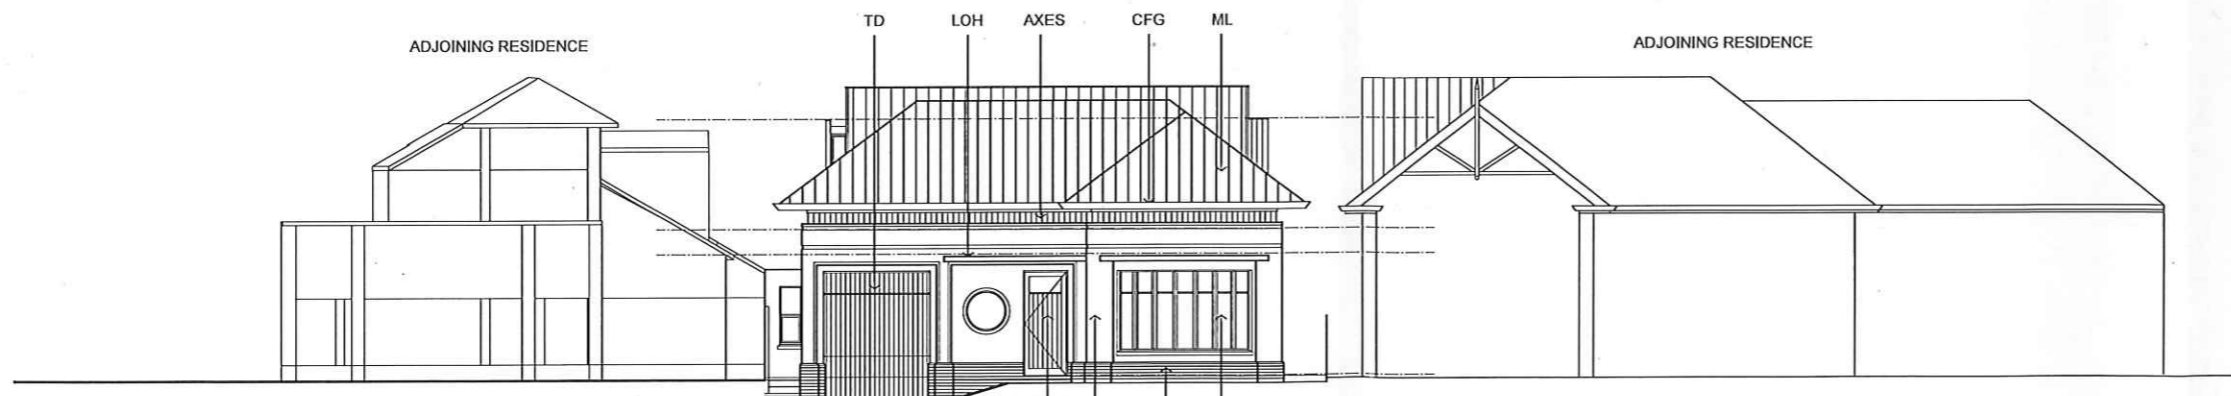 TD LOH AXES CFG ML
ADJOINING RESIDENCE
ADJOINING RESIDENCE